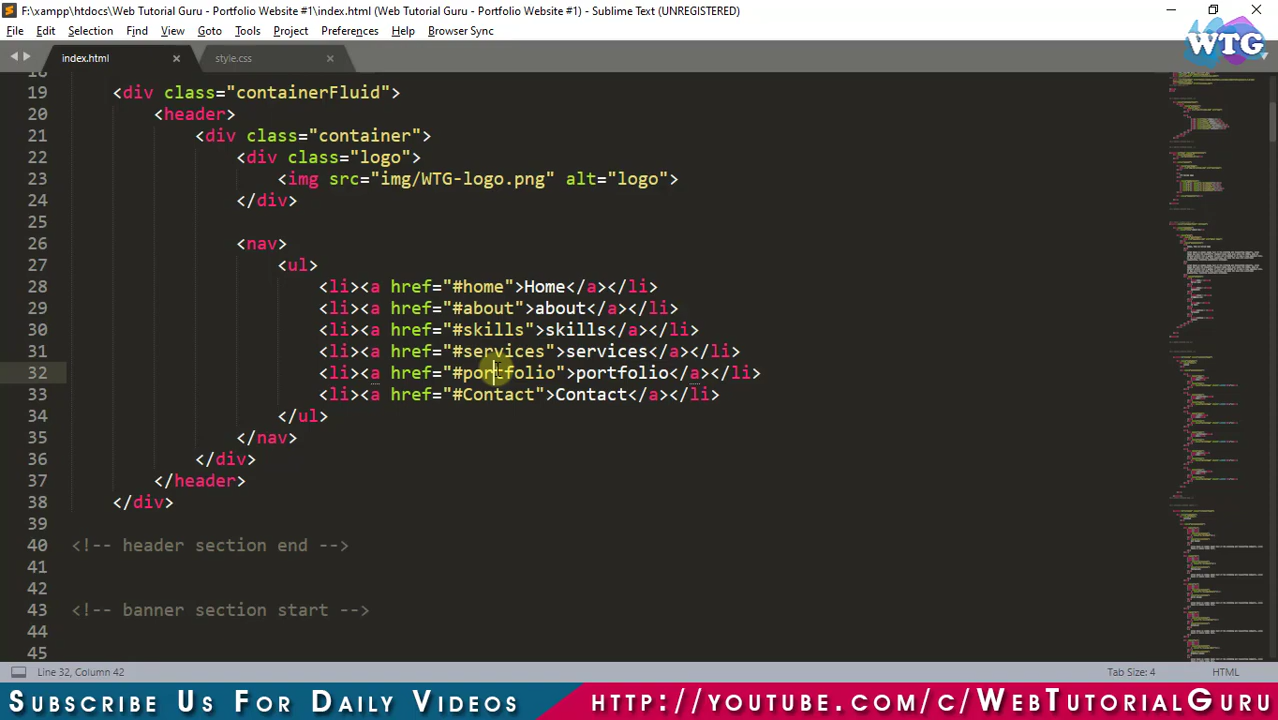 F:\xampp\htdocs\Web Tutorial Guru - Portfolio Website #1\index.html (Web Tutorial Guru - Portfolio Website #1) - Sublime Text (UNREGISTERED)
File Edit Selection Find View Goto Tools Project Preferences Help Browser Sync
WTG
index.html style.css
18
19 <div class="containerFluid">
20 <header>
21 <div class="container">
22 <div class="logo">
23 <img src="img/WTG-logo.png" alt="logo">
24 </div>
25
26 <nav>
27 <ul>
28 <li><a href="#home">Home</a></li>
29 <li><a href="#about">about</a></li>
30 <li><a href="#skills">skills</a></li>
31 <li><a href="#services">services</a></li>
32 <li><a href="#portfolio">portfolio</a></li>
33 <li><a href="#Contact">Contact</a></li>
34 </ul>
35 </nav>
36 </div>
37 </header>
38 </div>
39
40 <!-- header section end -->
41
42
43 <!-- banner section start -->
44
45
Line 32, Column 42 Tab Size: 4 HTML
Subscribe Us For Daily Videos http://youtube.com/c/WebTutorialGuru